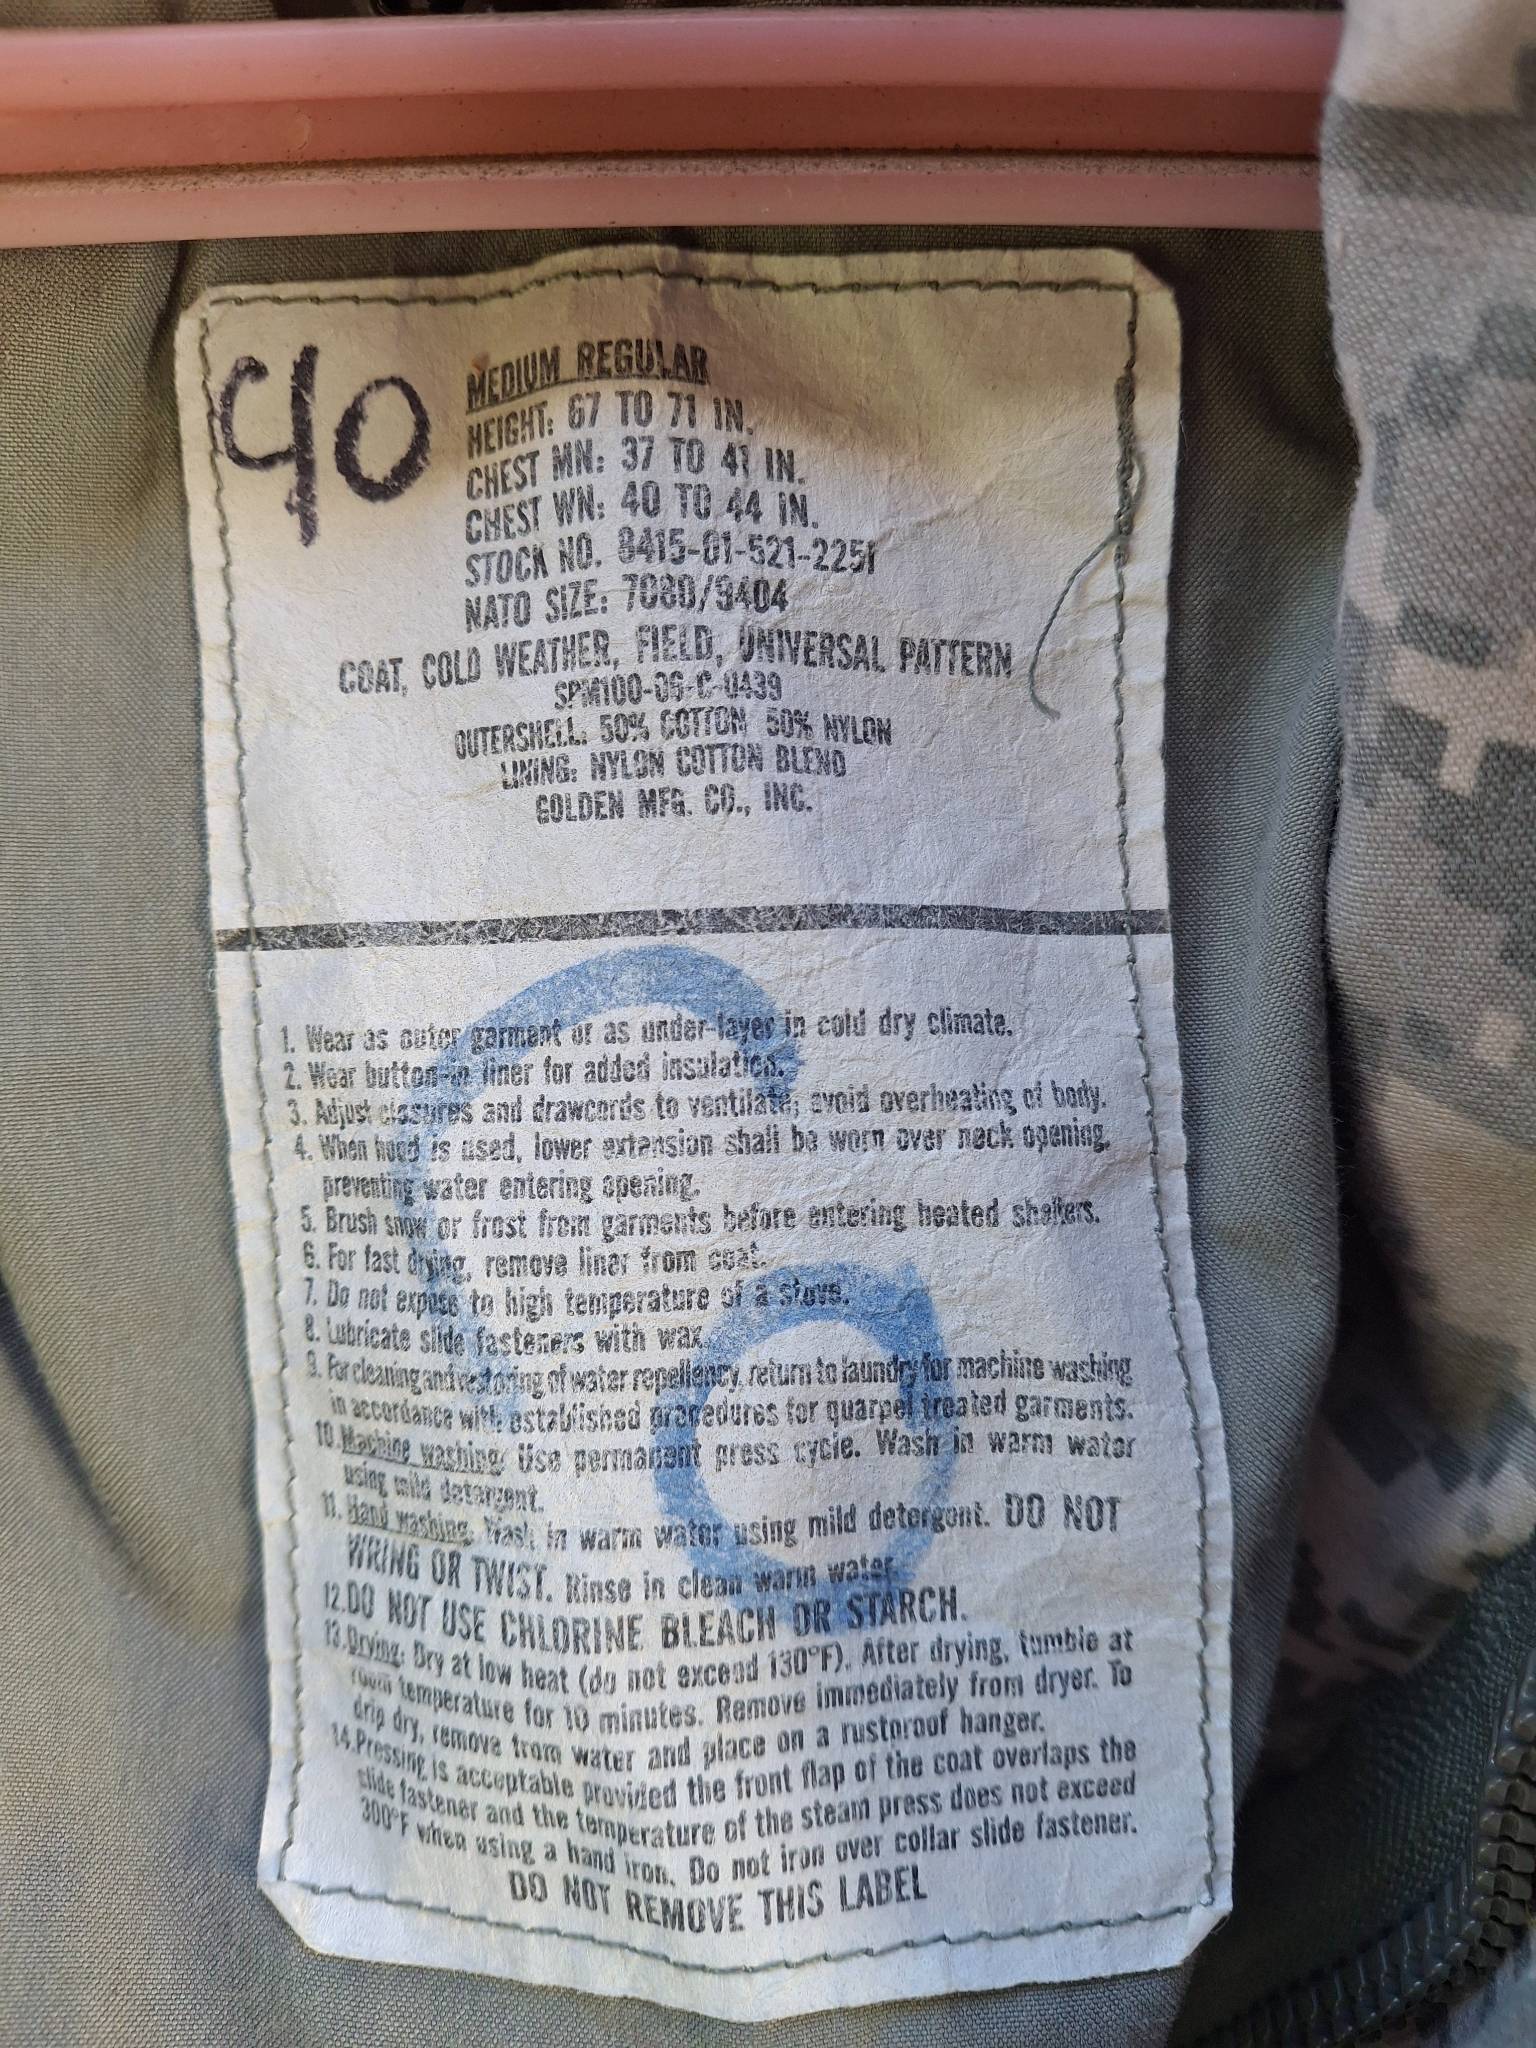 40
MEDIUM REGULAR
HEIGHT: 67 TO 71 IN.
CHEST MN: 37 TO 41 IN.
CHEST WN: 40 TO 44 IN.
STOCK NO. 8415-01-521-2251
NATO SIZE: 7080/9404
COAT, COLD WEATHER, FIELD, UNIVERSAL PATTERN
SPM100-06-C-0439
OUTERSHELL: 50% COTTON 50% NYLON
LINING: NYLON COTTON BLEND
GOLDEN MFG. CO., INC.
1. Wear as outer garment or as under-layer in cold dry climate.
2. Wear button-in liner for added insulation.
3. Adjust closures and drawcords to ventilate; avoid overheating of body.
4. When hood is used, lower extension shall be worn over neck opening,
preventing water entering opening.
5. Brush snow or frost from garments before entering heated shelters.
6. For fast drying, remove liner from coat.
7. Do not expose to high temperature of a stove.
8. Lubricate slide fasteners with wax.
9. For cleaning and restoring of water repellency, return to laundry for machine washing
in accordance with established procedures for quarpel treated garments.
10. Machine washing: Use permanent press cycle. Wash in warm water
using mild detergent.
11. Hand washing: Wash in warm water using mild detergent. DO NOT
WRING OR TWIST. Rinse in clean warm water.
12. DO NOT USE CHLORINE BLEACH OR STARCH.
13. Drying: Dry at low heat (do not exceed 130°F). After drying, tumble at
room temperature for 10 minutes. Remove immediately from dryer. To
drip dry, remove from water and place on a rustproof hanger.
14. Pressing is acceptable provided the front flap of the coat overlaps the
slide fastener and the temperature of the steam press does not exceed
300°F when using a hand iron. Do not iron over collar slide fastener.
DO NOT REMOVE THIS LABEL